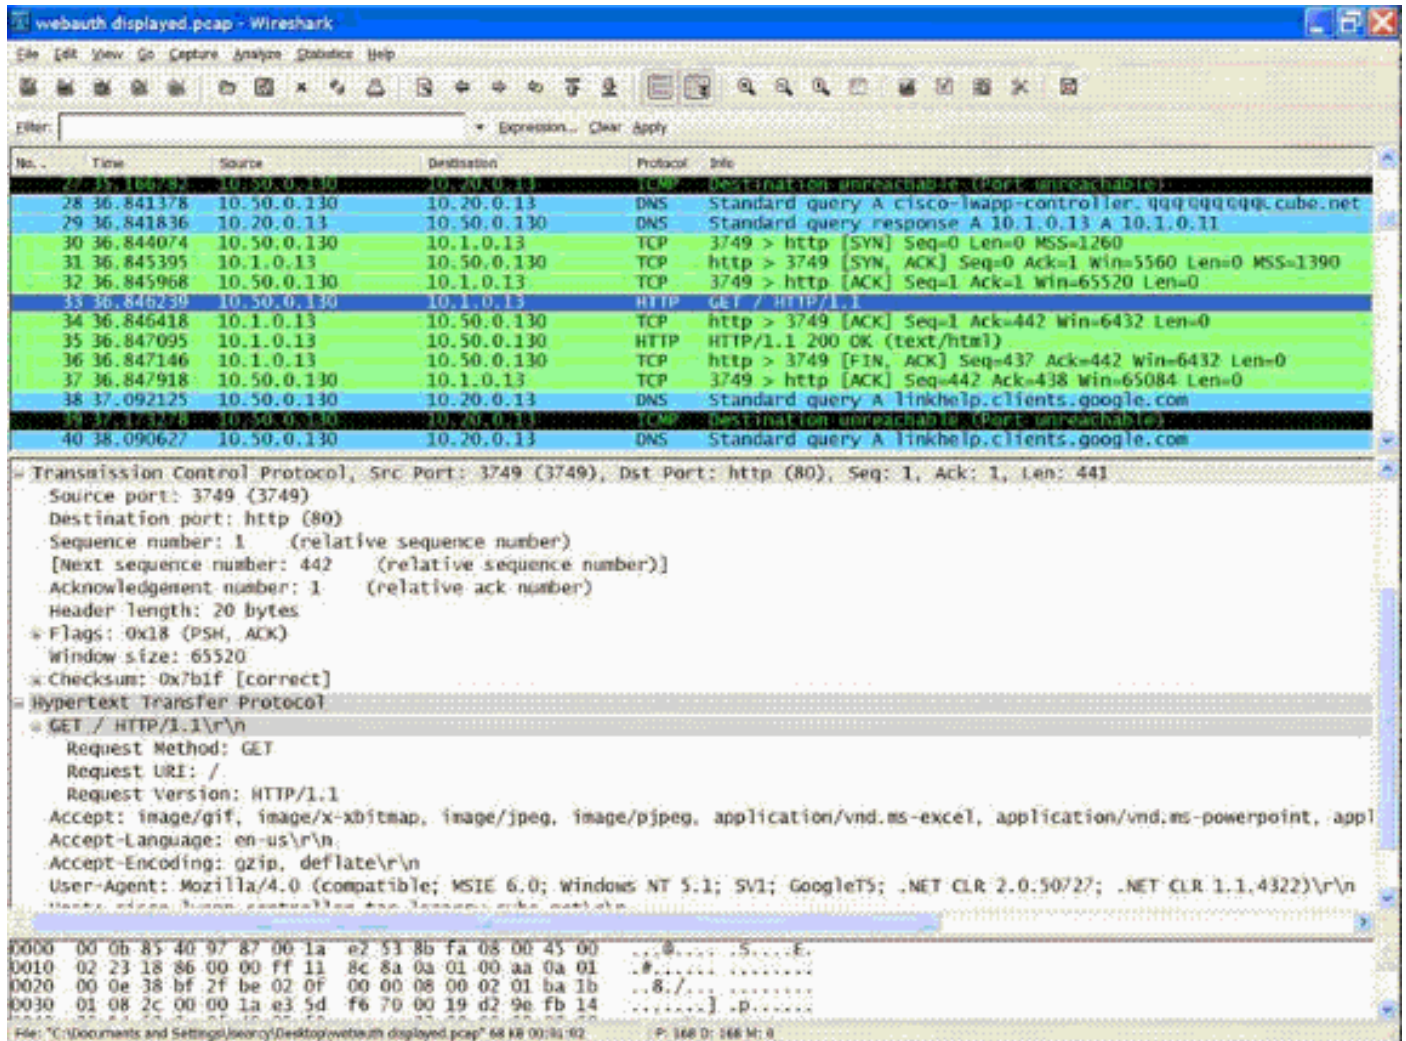 webauth displayed.pcap - Wireshark
File Edit View Go Capture Analyze Statistics Help
Filter: Expression... Clear Apply
No. . Time Source Destination Protocol Info
27 35.166782 10.50.0.130 10.20.0.13 ICMP Destination unreachable (Port unreachable)
28 36.841378 10.50.0.130 10.20.0.13 DNS Standard query A cisco-lwapp-controller. .cube.net
29 36.841836 10.20.0.13 10.50.0.130 DNS Standard query response A 10.1.0.13 A 10.1.0.11
30 36.844074 10.50.0.130 10.1.0.13 TCP 3749 > http [SYN] Seq=0 Len=0 MSS=1260
31 36.845395 10.1.0.13 10.50.0.130 TCP http > 3749 [SYN, ACK] Seq=0 Ack=1 Win=5560 Len=0 MSS=1390
32 36.845968 10.50.0.130 10.1.0.13 TCP 3749 > http [ACK] Seq=1 Ack=1 Win=65520 Len=0
33 36.846239 10.50.0.130 10.1.0.13 HTTP GET / HTTP/1.1
34 36.846418 10.1.0.13 10.50.0.130 TCP http > 3749 [ACK] Seq=1 Ack=442 Win=6432 Len=0
35 36.847095 10.1.0.13 10.50.0.130 HTTP HTTP/1.1 200 OK (text/html)
36 36.847146 10.1.0.13 10.50.0.130 TCP http > 3749 [FIN, ACK] Seq=437 Ack=442 Win=6432 Len=0
37 36.847918 10.50.0.130 10.1.0.13 TCP 3749 > http [ACK] Seq=442 Ack=438 Win=65084 Len=0
38 37.092125 10.50.0.130 10.20.0.13 DNS Standard query A linkhelp.clients.google.com
39 37.173278 10.50.0.130 10.20.0.13 ICMP Destination unreachable (Port unreachable)
40 38.090627 10.50.0.130 10.20.0.13 DNS Standard query A linkhelp.clients.google.com
Transmission Control Protocol, Src Port: 3749 (3749), Dst Port: http (80), Seq: 1, Ack: 1, Len: 441
Source port: 3749 (3749)
Destination port: http (80)
Sequence number: 1 (relative sequence number)
[Next sequence number: 442 (relative sequence number)]
Acknowledgement number: 1 (relative ack number)
Header length: 20 bytes
Flags: 0x18 (PSH, ACK)
Window size: 65520
Checksum: 0x7b1f [correct]
Hypertext Transfer Protocol
GET / HTTP/1.1\r\n
Request Method: GET
Request URI: /
Request Version: HTTP/1.1
Accept: image/gif, image/x-xbitmap, image/jpeg, image/pjpeg, application/vnd.ms-excel, application/vnd.ms-powerpoint, appl
Accept-Language: en-us\r\n
Accept-Encoding: gzip, deflate\r\n
User-Agent: Mozilla/4.0 (compatible; MSIE 6.0; Windows NT 5.1; SV1; GoogleT5; .NET CLR 2.0.50727; .NET CLR 1.1.4322)\r\n
0000 00 0b 85 40 97 87 00 1a e2 53 8b fa 08 00 45 00 ...@.... .S....E.
0010 02 23 18 86 00 00 ff 11 8c 8a 0a 01 00 aa 0a 01 .#...... ........
0020 00 0e 38 bf 2f be 02 0f 00 00 08 00 02 01 ba 1b ..8./... ........
0030 01 08 2c 00 00 1a e3 5d f6 70 00 19 d2 9e fb 14 ..,....] .p......
File: "C:\Documents and Settings\searcy\Desktop\webauth displayed.pcap" 68 KB 00:01:02 P: 168 D: 168 M: 0